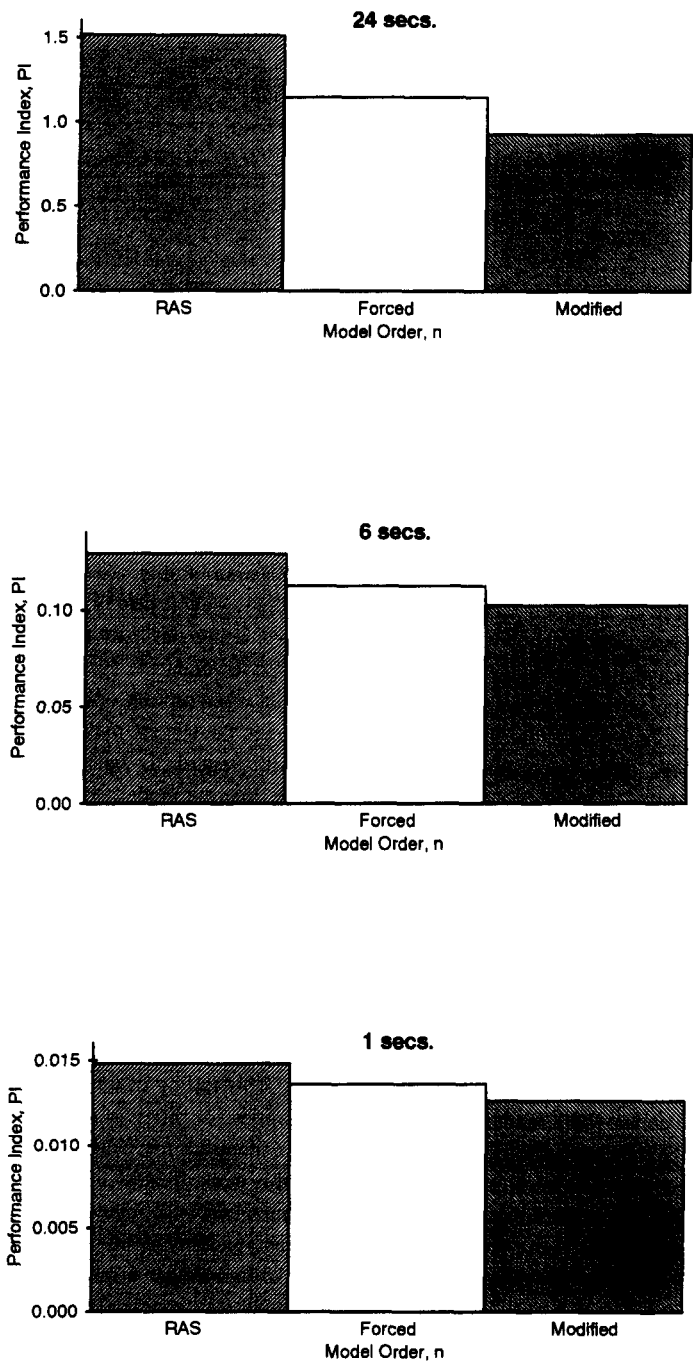 24 secs.
Performance Index, PI
1.5
1.0
0.5
0.0
RAS Forced Modified
Model Order, n
6 secs.
Performance Index, PI
0.10
0.05
0.00
RAS Forced Modified
Model Order, n
1 secs.
Performance Index, PI
0.015
0.010
0.005
0.000
RAS Forced Modified
Model Order, n